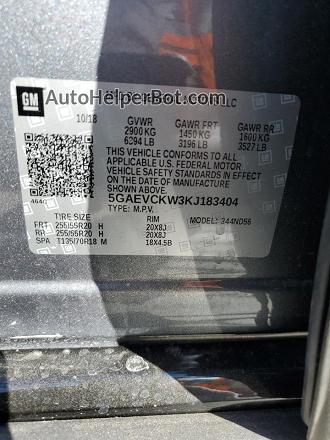 GM
AutoHelperBot.com
LLC
10/18
GVWR GAWR FRT GAWR RR
2900 KG 1450 KG 1600 KG
6294 LB 3196 LB 3527 LB
THIS VEHICLE CONFORMS TO ALL
APPLICABLE U.S. FEDERAL MOTOR
VEHICLE SAFETY STANDARDS IN EFFECT
ON THE DATE OF MANUFACTURE
5GAEVCKW3KJ183404
TYPE: M.P.V. MODEL: 344ND56
TIRE SIZE RIM
FRT 255/55R20 H 20X8J
RR 255/55R20 H 20X8J
SPA T135/70R18 M 18X4.5B